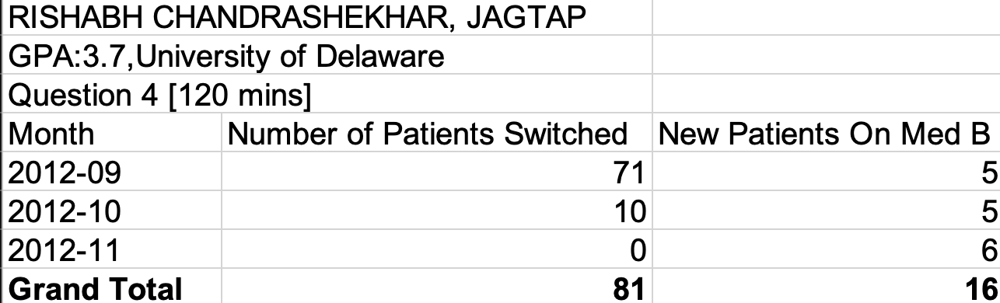 RISHABH CHANDRASHEKHAR, JAGTAP
GPA:3.7,University of Delaware
Question 4 [120 mins]
Month Number of Patients Switched New Patients On Med B
2012-09 71 5
2012-10 10 5
2012-11 0 6
Grand Total 81 16